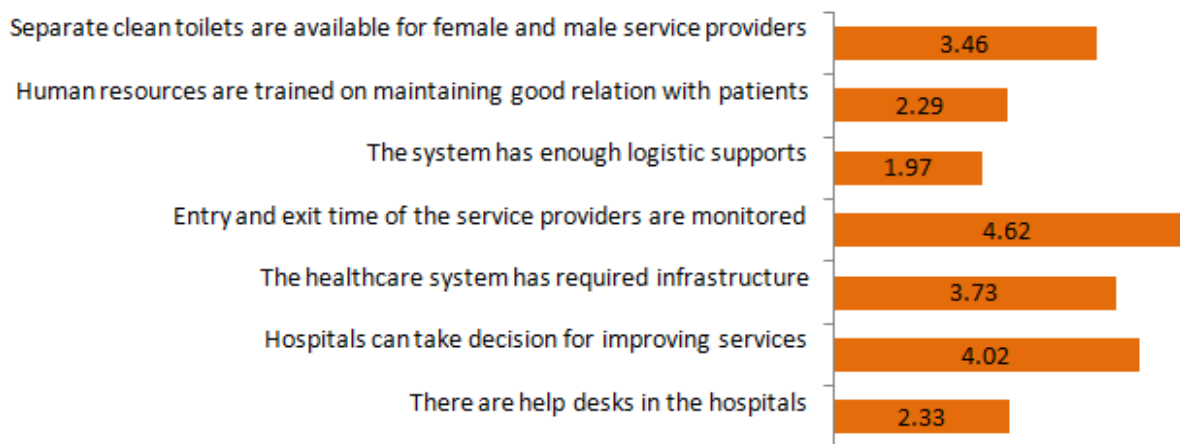 Separate clean toilets are available for female and male service providers
3.46
Human resources are trained on maintaining good relation with patients
2.29
The system has enough logistic supports
1.97
Entry and exit time of the service providers are monitored
4.62
The healthcare system has required infrastructure
3.73
Hospitals can take decision for improving services
4.02
There are help desks in the hospitals
2.33